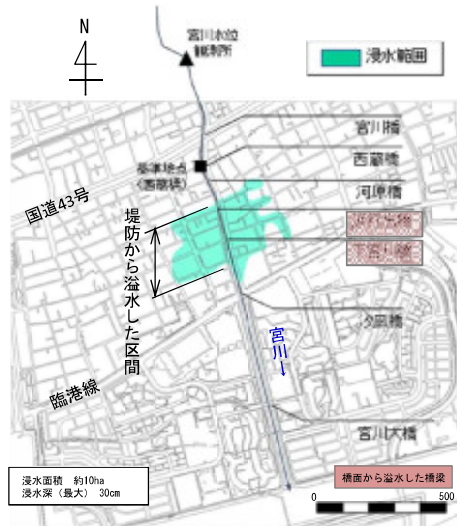 宮川水位
観測所
浸水範囲
宮川橋
西蔵橋
基準地点
(西蔵橋)
河原橋
国道43号
堤防から溢水した区間
夕凪橋
宮川→
臨港線
宮川大橋
浸水面積 約10ha
浸水深(最大) 30cm
橋面から溢水した橋梁
0 500